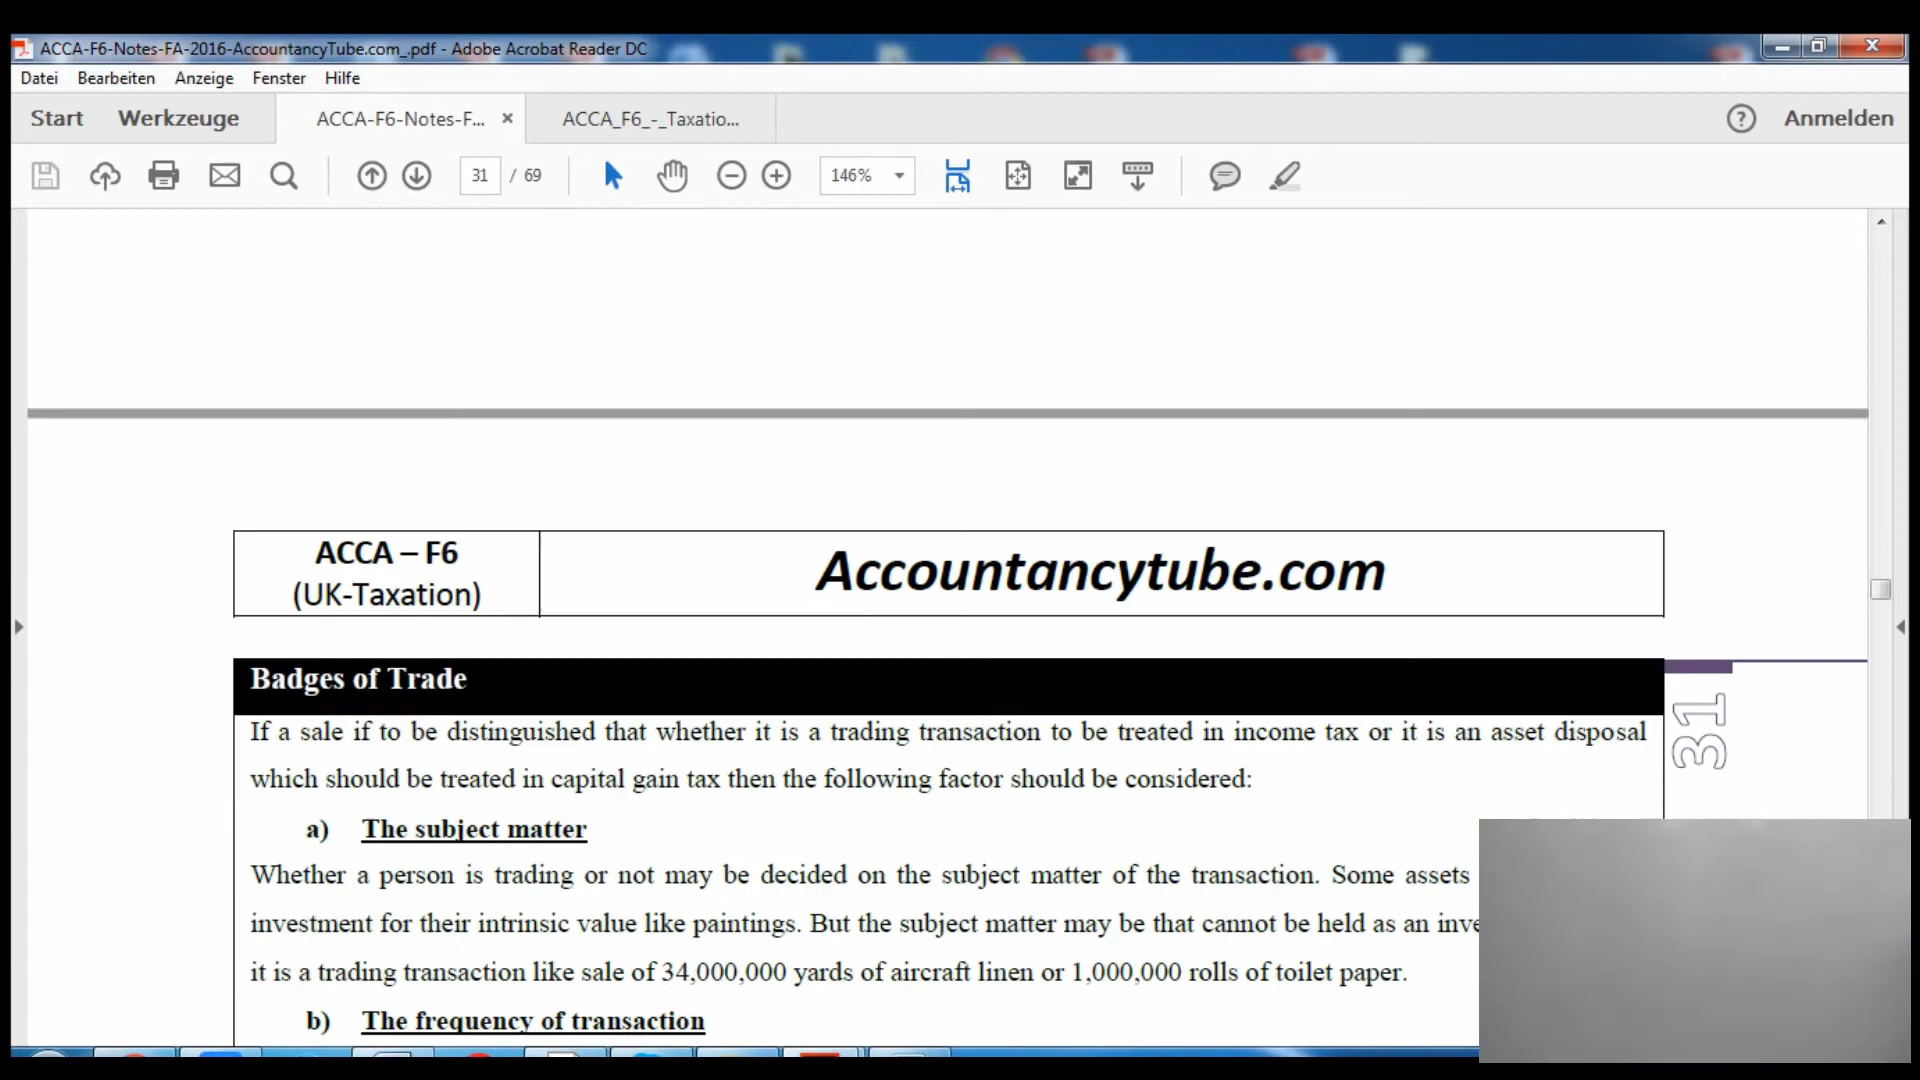 ACCA-F6-Notes-FA-2016-AccountancyTube.com_.pdf - Adobe Acrobat Reader DC
Datei Bearbeiten Anzeige Fenster Hilfe
Start Werkzeuge ACCA-F6-Notes-F... × ACCA_F6_-_Taxatio... ? Anmelden
31 / 69 146%
ACCA – F6
(UK-Taxation)
Accountancytube.com
Badges of Trade
31
If a sale if to be distinguished that whether it is a trading transaction to be treated in income tax or it is an asset disposal
which should be treated in capital gain tax then the following factor should be considered:
a) The subject matter
Whether a person is trading or not may be decided on the subject matter of the transaction. Some assets
investment for their intrinsic value like paintings. But the subject matter may be that cannot be held as an inve
it is a trading transaction like sale of 34,000,000 yards of aircraft linen or 1,000,000 rolls of toilet paper.
b) The frequency of transaction